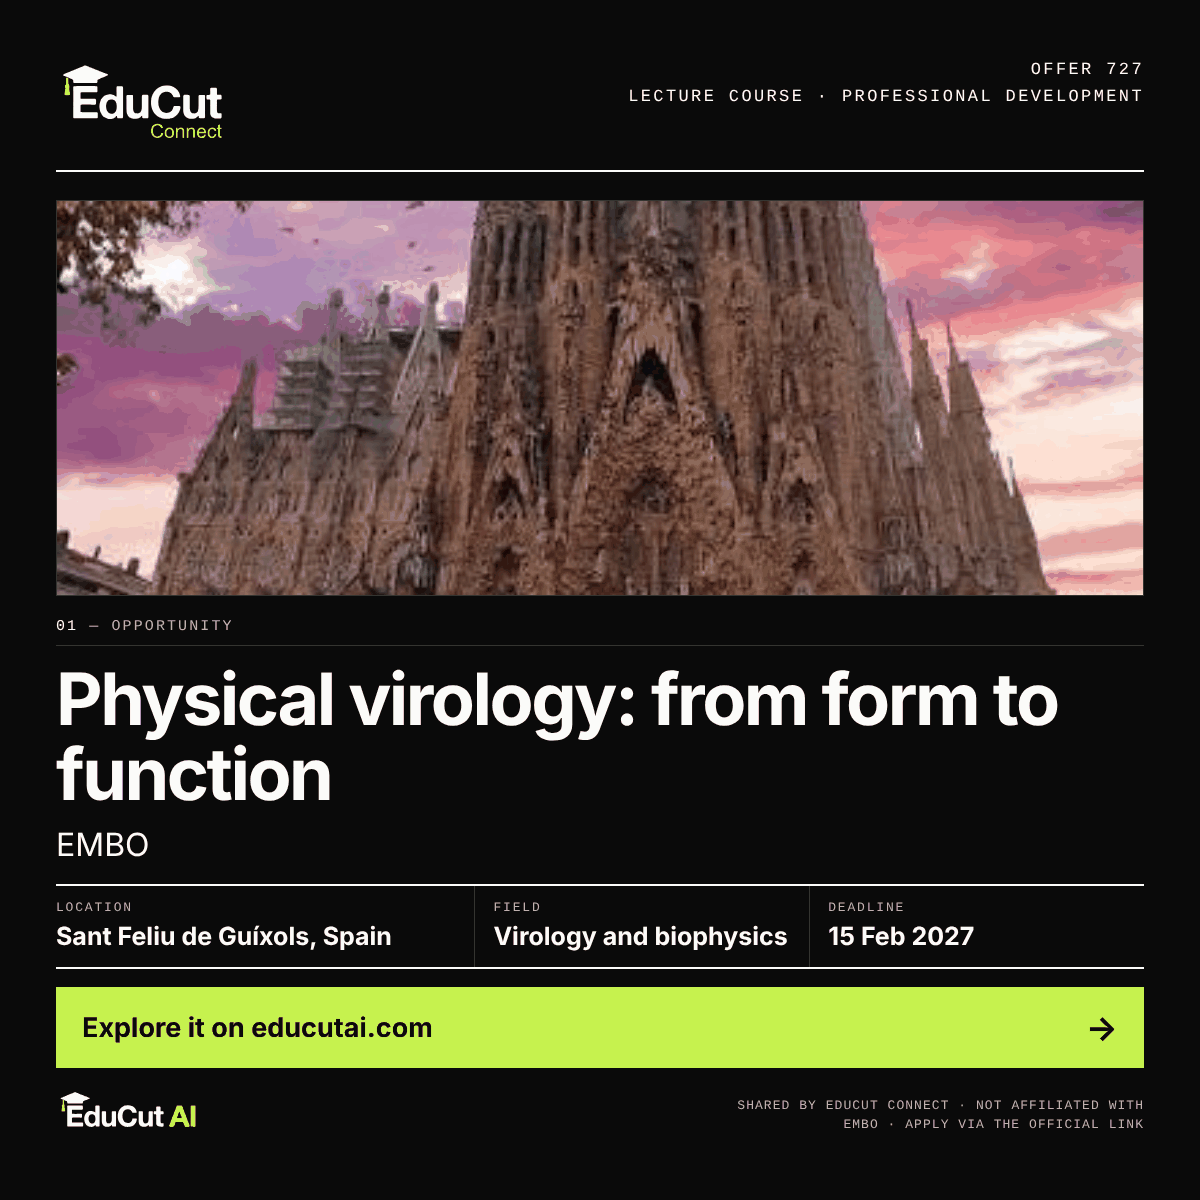 EduCut
Connect
OFFER 727
LECTURE COURSE · PROFESSIONAL DEVELOPMENT
01 — OPPORTUNITY
Physical virology: from form to
function
EMBO
LOCATION
Sant Feliu de Guíxols, Spain
FIELD
Virology and biophysics
DEADLINE
15 Feb 2027
Explore it on educutai.com →
EduCut AI
SHARED BY EDUCUT CONNECT · NOT AFFILIATED WITH
EMBO · APPLY VIA THE OFFICIAL LINK